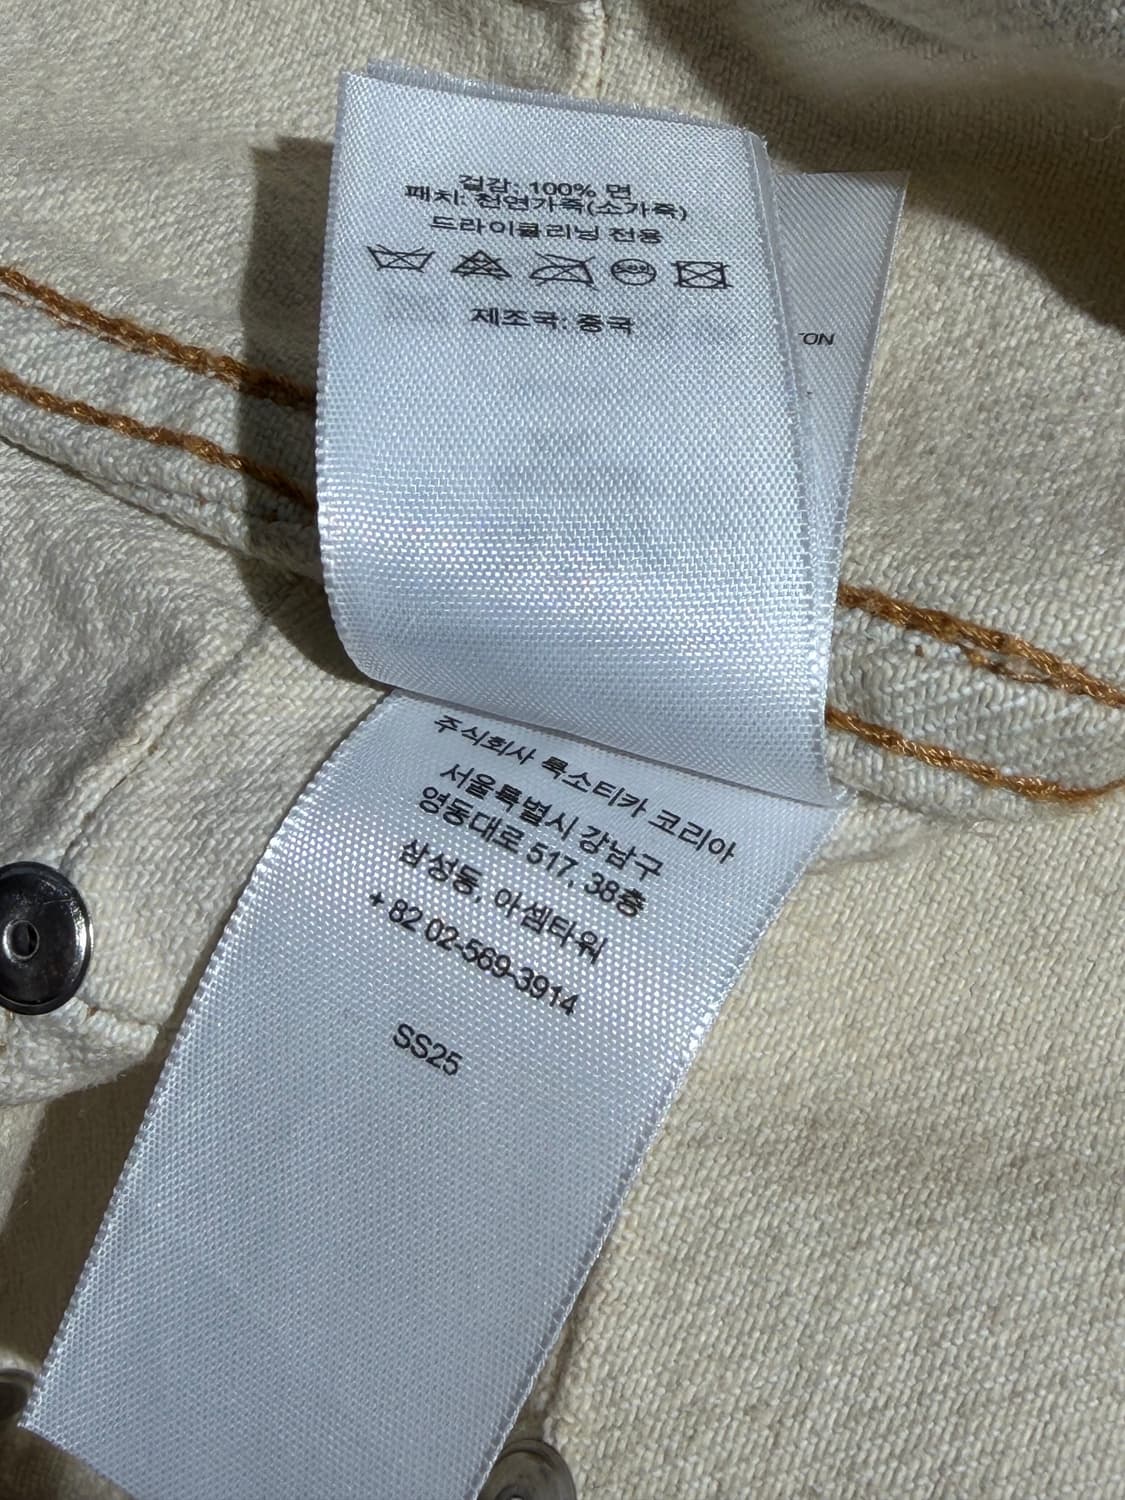 겉감: 100% 면
패치: 천연가죽(소가죽)
드라이클리닝 전용
제조국: 중국
ON
주식회사 룩소티카 코리아
서울특별시 강남구
영동대로 517, 38층
삼성동, 아셈타워
+ 82 02-569-3914
SS25